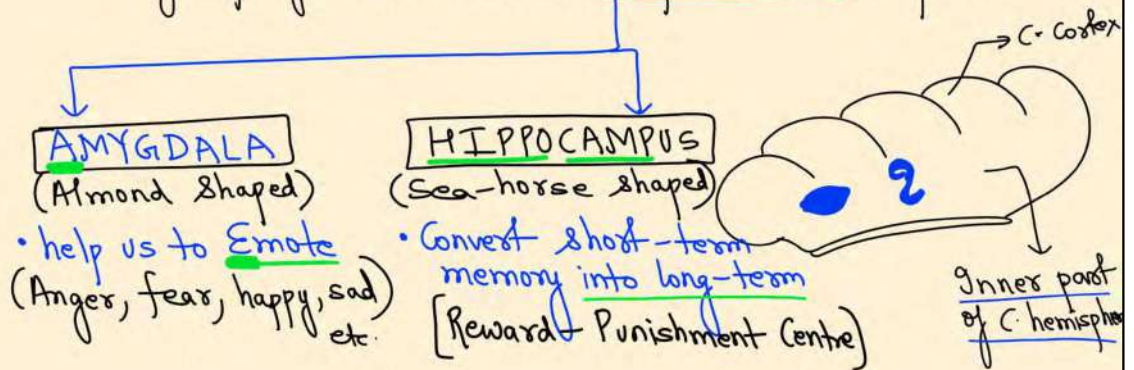 C. Cortex
AMYGDALA
(Almond Shaped)
• help us to Emote
(Anger, fear, happy, sad)
etc.
HIPPOCAMPUS
(Sea-horse shaped)
• Convert short-term
memory into long-term
[Reward - Punishment Centre]
Inner part
of C. hemisphe